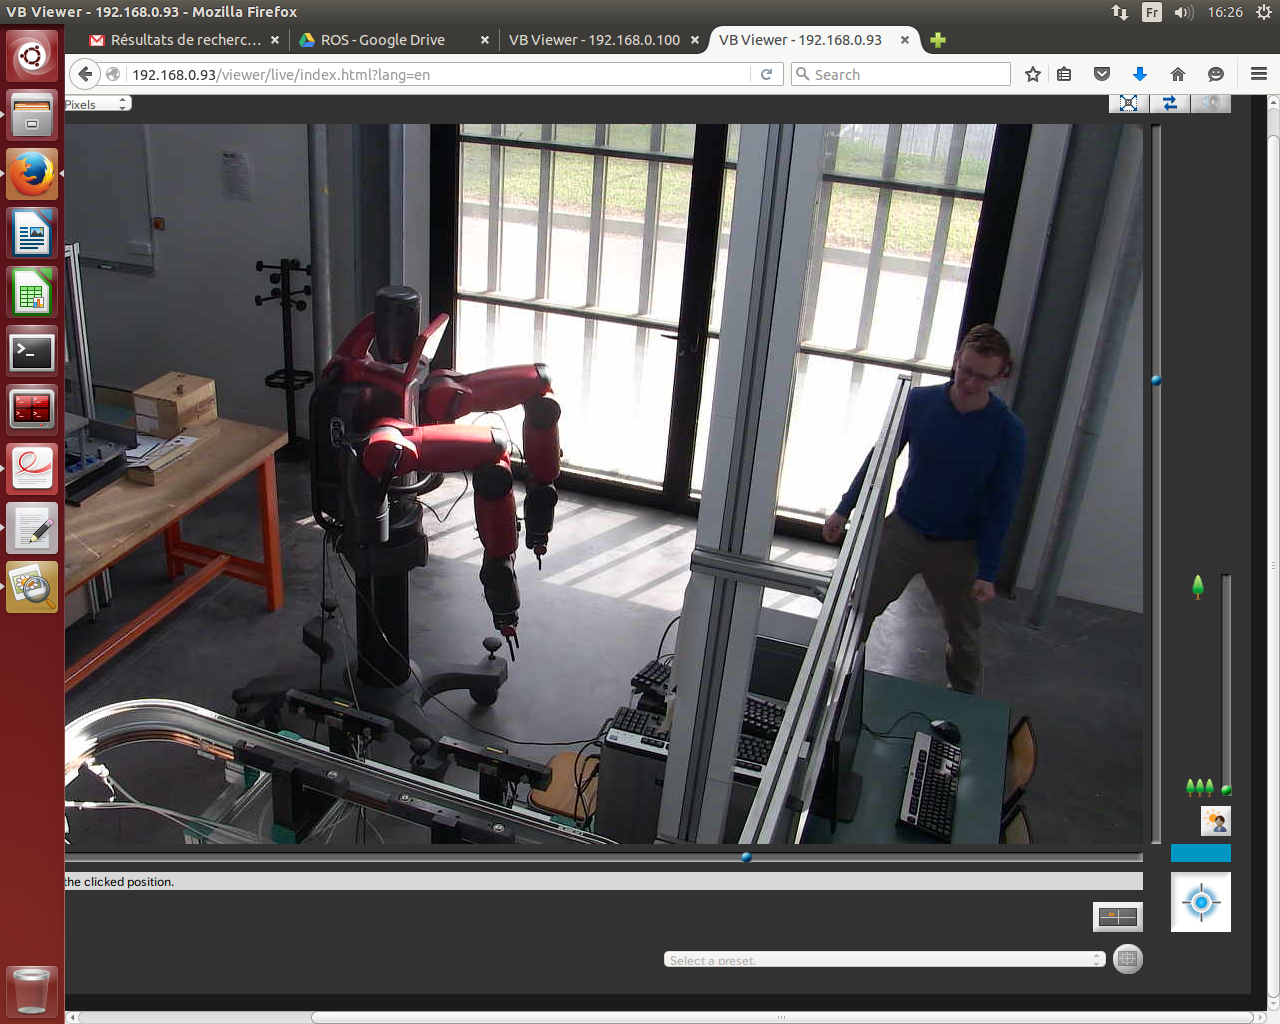 VB Viewer - 192.168.0.93 - Mozilla Firefox
Fr
16:26
Résultats de recherc...
ROS - Google Drive
VB Viewer - 192.168.0.100
VB Viewer - 192.168.0.93
192.168.0.93/viewer/live/index.html?lang=en
Search
Pixels
the clicked position.
Select a preset.